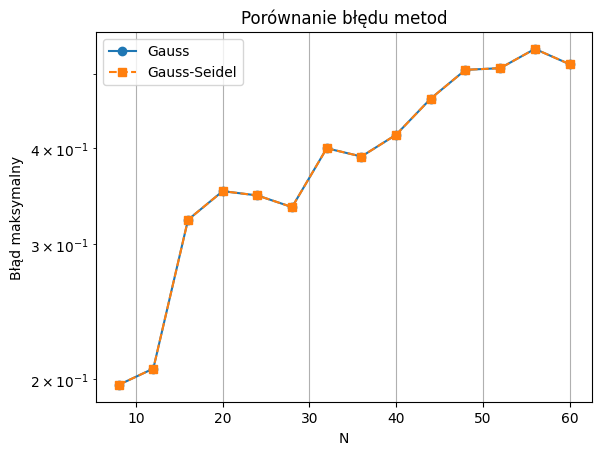 Porównanie błędu metod
Gauss
Gauss-Seidel
Błąd maksymalny
4 × 10⁻¹
3 × 10⁻¹
2 × 10⁻¹
10 20 30 40 50 60
N